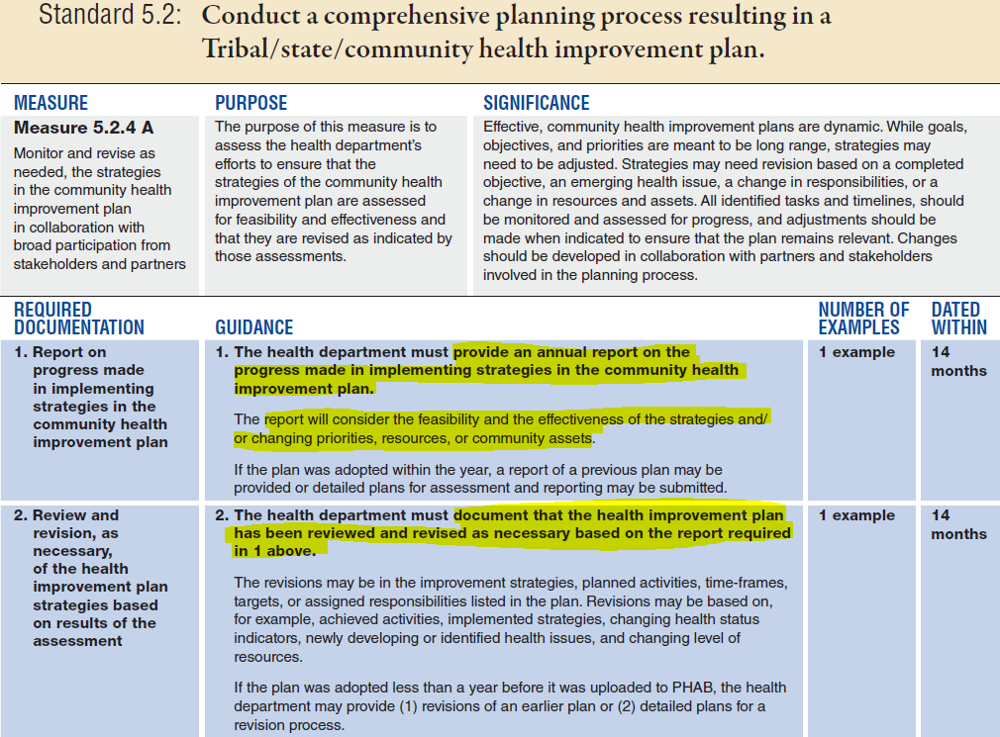 Standard 5.2: Conduct a comprehensive planning process resulting in a
Tribal/state/community health improvement plan.
MEASURE
Measure 5.2.4 A
Monitor and revise as
needed, the strategies
in the community health
improvement plan
in collaboration with
broad participation from
stakeholders and partners
PURPOSE
The purpose of this measure is to
assess the health department's
efforts to ensure that the
strategies of the community health
improvement plan are assessed
for feasibility and effectiveness and
that they are revised as indicated by
those assessments.
SIGNIFICANCE
Effective, community health improvement plans are dynamic. While goals,
objectives, and priorities are meant to be long range, strategies may
need to be adjusted. Strategies may need revision based on a completed
objective, an emerging health issue, a change in responsibilities, or a
change in resources and assets. All identified tasks and timelines, should
be monitored and assessed for progress, and adjustments should be
made when indicated to ensure that the plan remains relevant. Changes
should be developed in collaboration with partners and stakeholders
involved in the planning process.
REQUIRED
DOCUMENTATION
GUIDANCE
NUMBER OF
EXAMPLES
DATED
WITHIN
1. Report on
progress made
in implementing
strategies in the
community health
improvement plan
1. The health department must provide an annual report on the
progress made in implementing strategies in the community health
improvement plan.
The report will consider the feasibility and the effectiveness of the strategies and/
or changing priorities, resources, or community assets.
If the plan was adopted within the year, a report of a previous plan may be
provided or detailed plans for assessment and reporting may be submitted.
1 example
14
months
2. Review and
revision, as
necessary,
of the health
improvement plan
strategies based
on results of the
assessment
2. The health department must document that the health improvement plan
has been reviewed and revised as necessary based on the report required
in 1 above.
The revisions may be in the improvement strategies, planned activities, time-frames,
targets, or assigned responsibilities listed in the plan. Revisions may be based on,
for example, achieved activities, implemented strategies, changing health status
indicators, newly developing or identified health issues, and changing level of
resources.
If the plan was adopted less than a year before it was uploaded to PHAB, the health
department may provide (1) revisions of an earlier plan or (2) detailed plans for a
revision process.
1 example
14
months